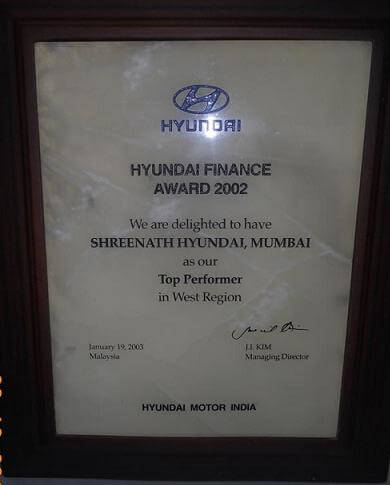 HYUNDAI
HYUNDAI FINANCE
AWARD 2002
We are delighted to have
SHREENATH HYUNDAI, MUMBAI
as our
Top Performer
in West Region
January 19, 2003
Malaysia
J.I. KIM
Managing Director
HYUNDAI MOTOR INDIA